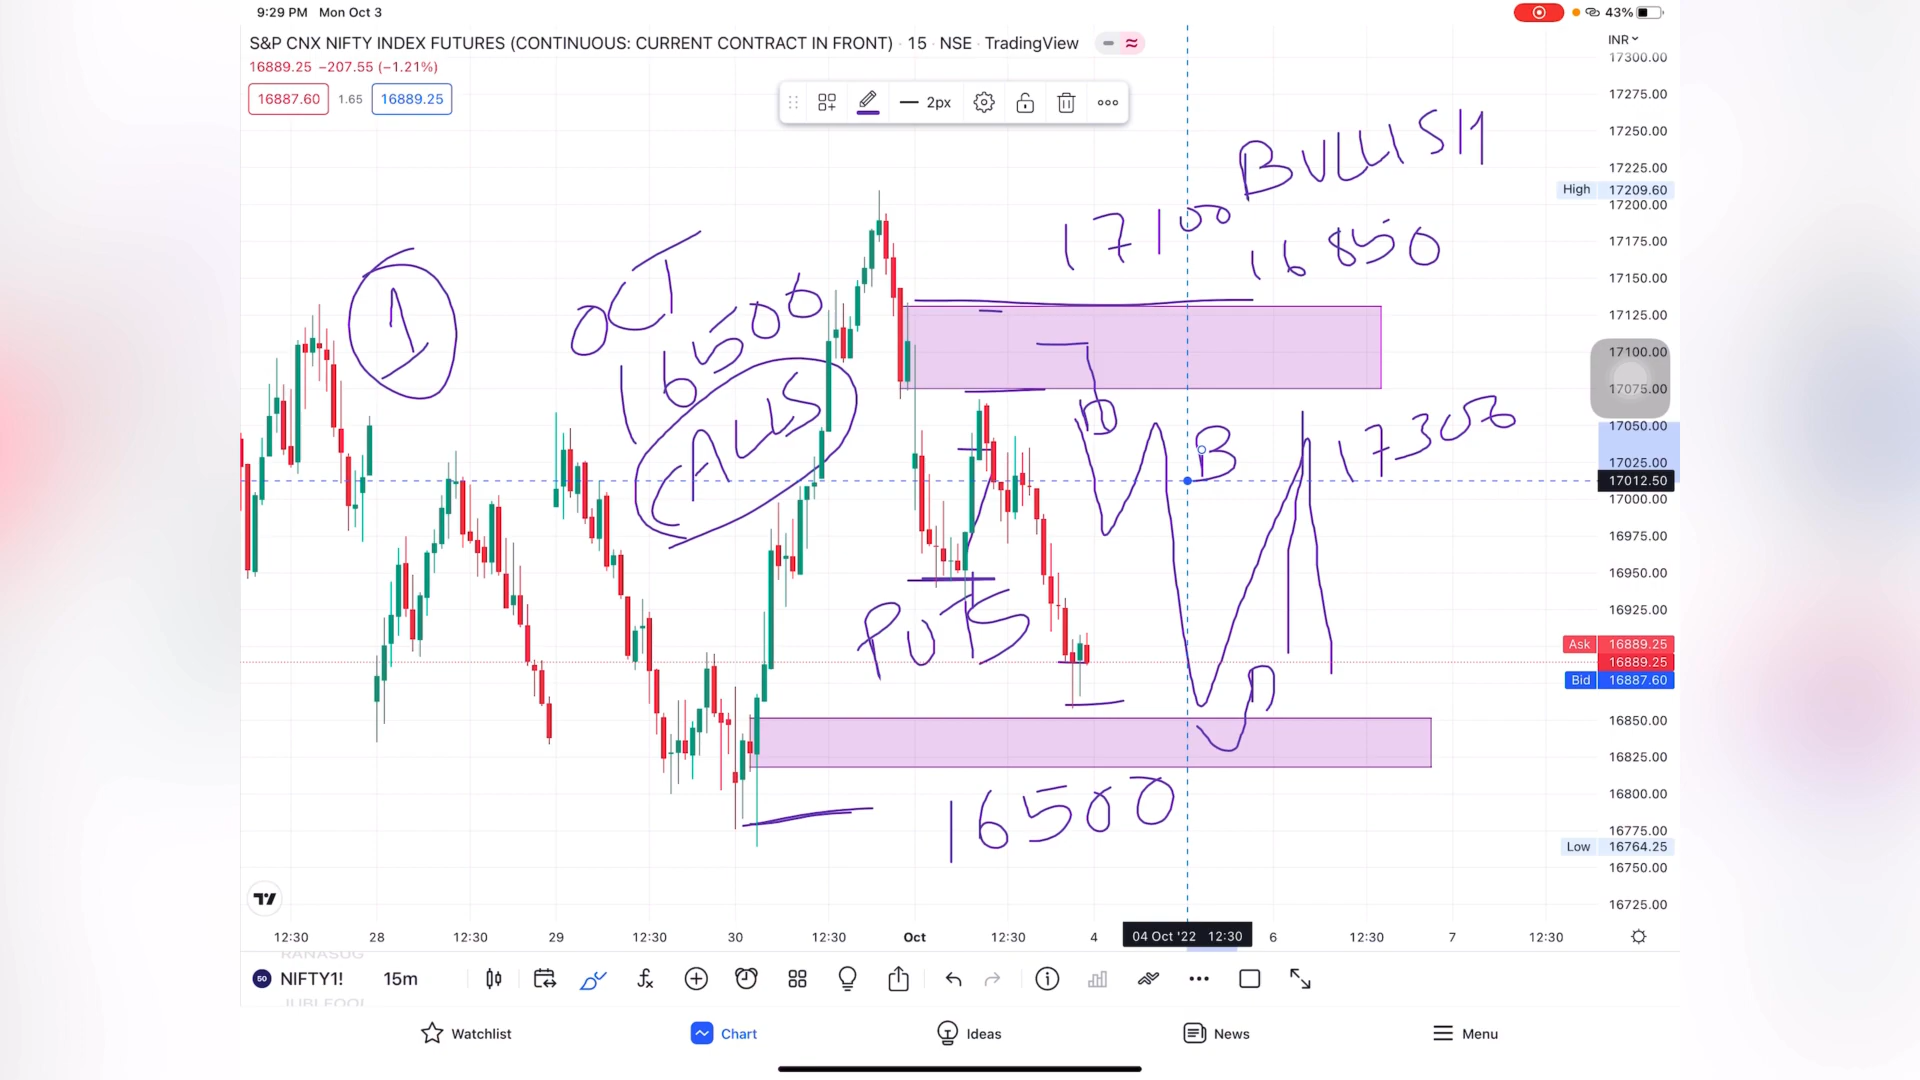 9:29 PM Mon Oct 3
43%
S&P CNX NIFTY INDEX FUTURES (CONTINUOUS: CURRENT CONTRACT IN FRONT) · 15 · NSE · TradingView
INR
16889.25 −207.55 (−1.21%)
16887.60 1.65 16889.25
2px
17300.00
17275.00
17250.00
17225.00
High 17209.60
17200.00
17175.00
17150.00
17125.00
17100.00
17075.00
17050.00
17025.00
17012.50
17000.00
16975.00
16950.00
16925.00
Ask 16889.25
16889.25
Bid 16887.60
16850.00
16825.00
16800.00
16775.00
Low 16764.25
16750.00
16725.00
BULLISH
17100
16850
1
OCT
16500
CALLS
B
17300
PUTS
16500
12:30 28 12:30 29 12:30 30 12:30 Oct 12:30 4 04 Oct '22 12:30 6 12:30 7 12:30
RANASUG
50 NIFTY1! 15m
JUBLFOOD
Watchlist Chart Ideas News Menu